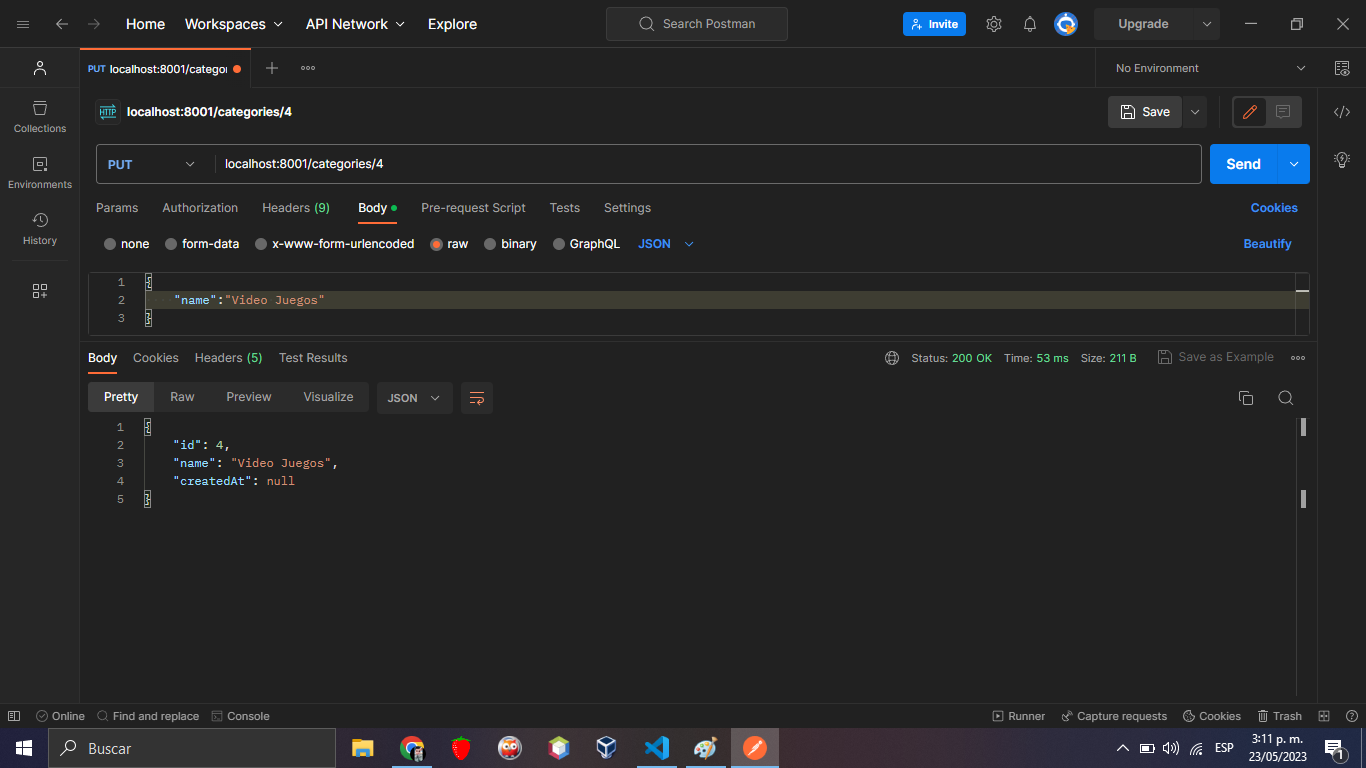 Home Workspaces API Network Explore Search Postman Invite Upgrade
PUT localhost:8001/categor No Environment
HTTP localhost:8001/categories/4 Save
Collections
PUT localhost:8001/categories/4 Send
Environments
Params Authorization Headers (9) Body Pre-request Script Tests Settings Cookies
History
none form-data x-www-form-urlencoded raw binary GraphQL JSON Beautify
1 {
2 "name":"Video Juegos"
3 }
Body Cookies Headers (5) Test Results Status: 200 OK Time: 53 ms Size: 211 B Save as Example
Pretty Raw Preview Visualize JSON
1 {
2 "id": 4,
3 "name": "Video Juegos",
4 "createdAt": null
5 }
Online Find and replace Console Runner Capture requests Cookies Trash
Buscar ESP 3:11 p. m.
23/05/2023 1